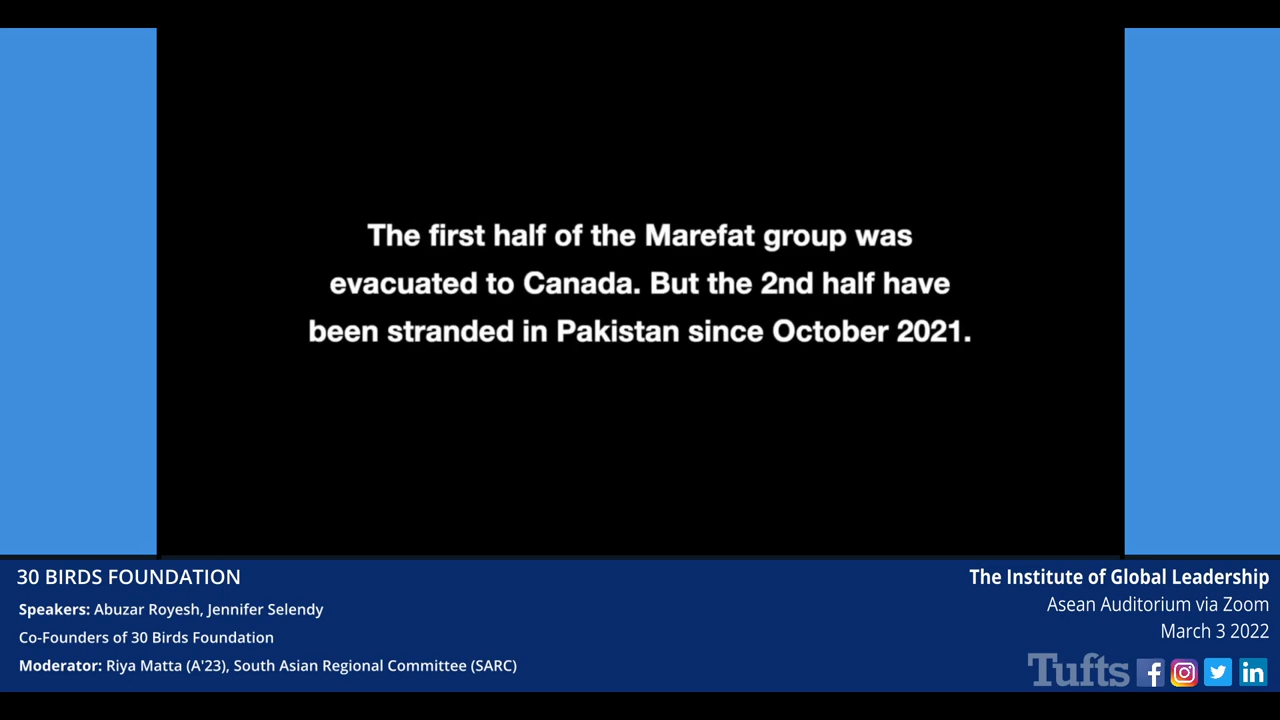 The first half of the Marefat group was
evacuated to Canada. But the 2nd half have
been stranded in Pakistan since October 2021.
30 BIRDS FOUNDATION
Speakers: Abuzar Royesh, Jennifer Selendy
Co-Founders of 30 Birds Foundation
Moderator: Riya Matta (A'23), South Asian Regional Committee (SARC)
The Institute of Global Leadership
Asean Auditorium via Zoom
March 3 2022
Tufts